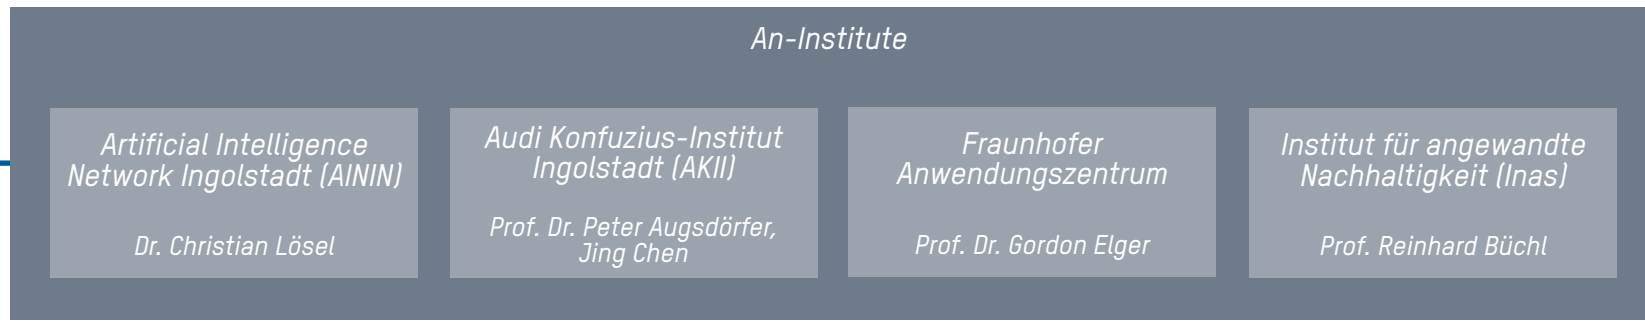 An-Institute
Artificial Intelligence
Network Ingolstadt (AININ)
Dr. Christian Lösel
Audi Konfuzius-Institut
Ingolstadt (AKII)
Prof. Dr. Peter Augsdörfer,
Jing Chen
Fraunhofer
Anwendungszentrum
Prof. Dr. Gordon Elger
Institut für angewandte
Nachhaltigkeit (Inas)
Prof. Reinhard Büchl